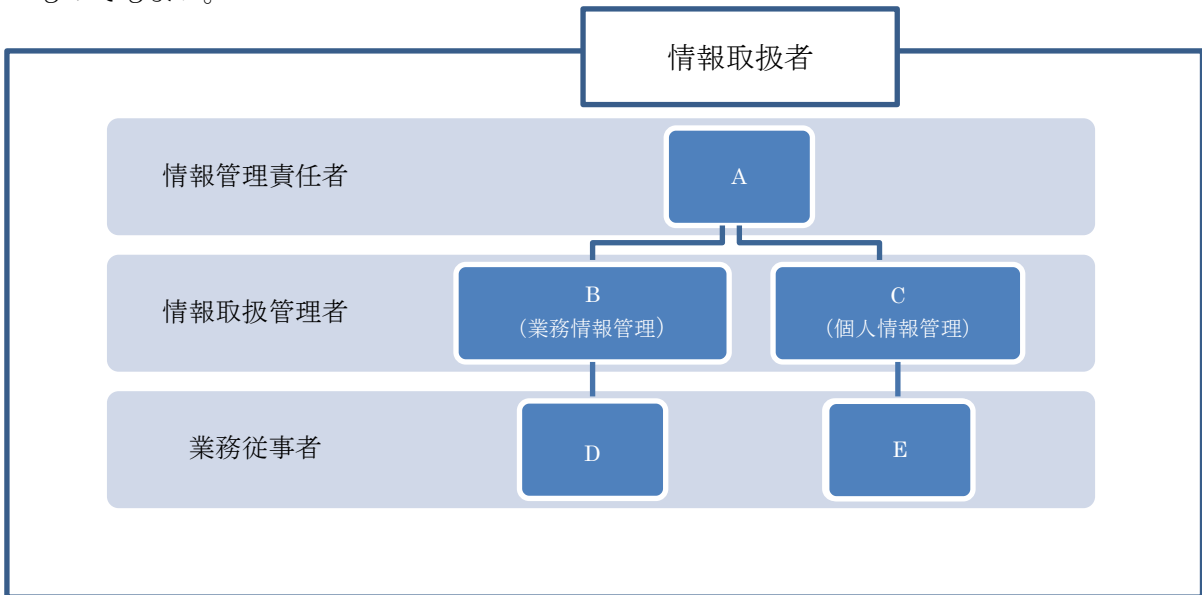 情報取扱者
情報管理責任者
A
情報取扱管理者
B
(業務情報管理)
C
(個人情報管理)
業務従事者
D
E